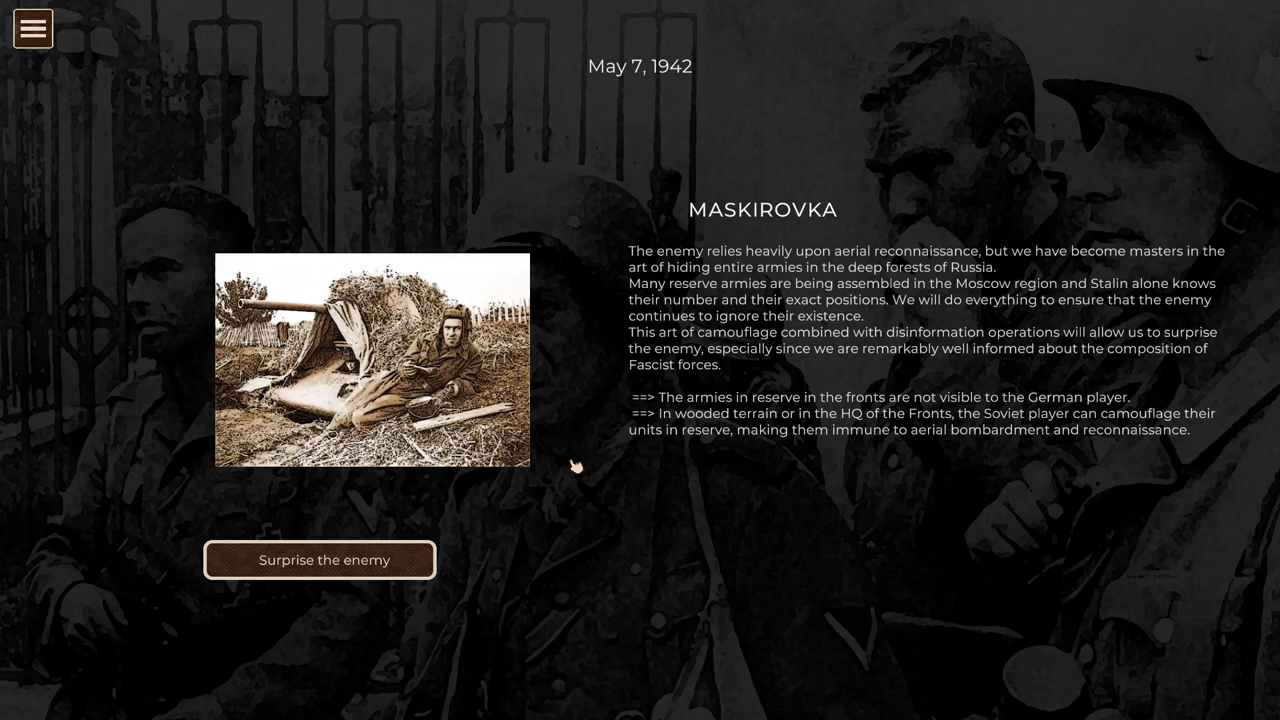 May 7, 1942
MASKIROVKA
The enemy relies heavily upon aerial reconnaissance, but we have become masters in the
art of hiding entire armies in the deep forests of Russia.
Many reserve armies are being assembled in the Moscow region and Stalin alone knows
their number and their exact positions. We will do everything to ensure that the enemy
continues to ignore their existence.
This art of camouflage combined with disinformation operations will allow us to surprise
the enemy, especially since we are remarkably well informed about the composition of
Fascist forces.
==> The armies in reserve in the fronts are not visible to the German player.
==> In wooded terrain or in the HQ of the Fronts, the Soviet player can camouflage their
units in reserve, making them immune to aerial bombardment and reconnaissance.
Surprise the enemy